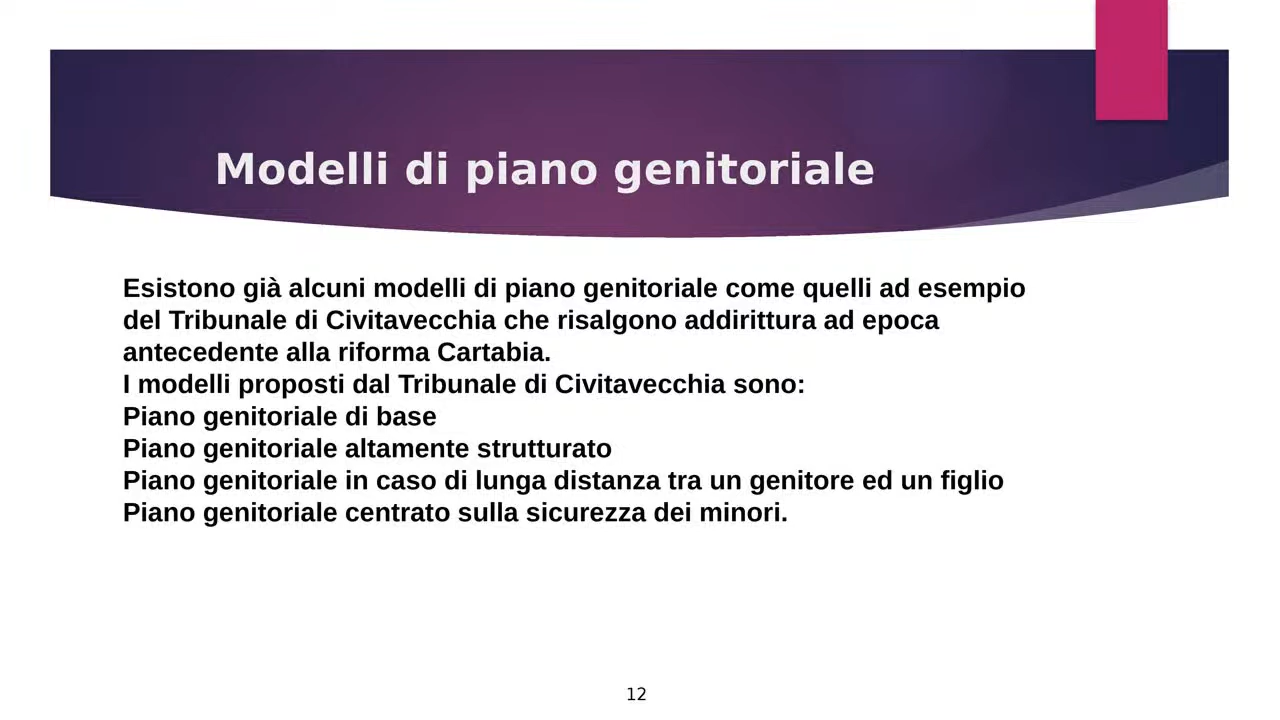 Modelli di piano genitoriale
Esistono già alcuni modelli di piano genitoriale come quelli ad esempio
del Tribunale di Civitavecchia che risalgono addirittura ad epoca
antecedente alla riforma Cartabia.
I modelli proposti dal Tribunale di Civitavecchia sono:
Piano genitoriale di base
Piano genitoriale altamente strutturato
Piano genitoriale in caso di lunga distanza tra un genitore ed un figlio
Piano genitoriale centrato sulla sicurezza dei minori.
12